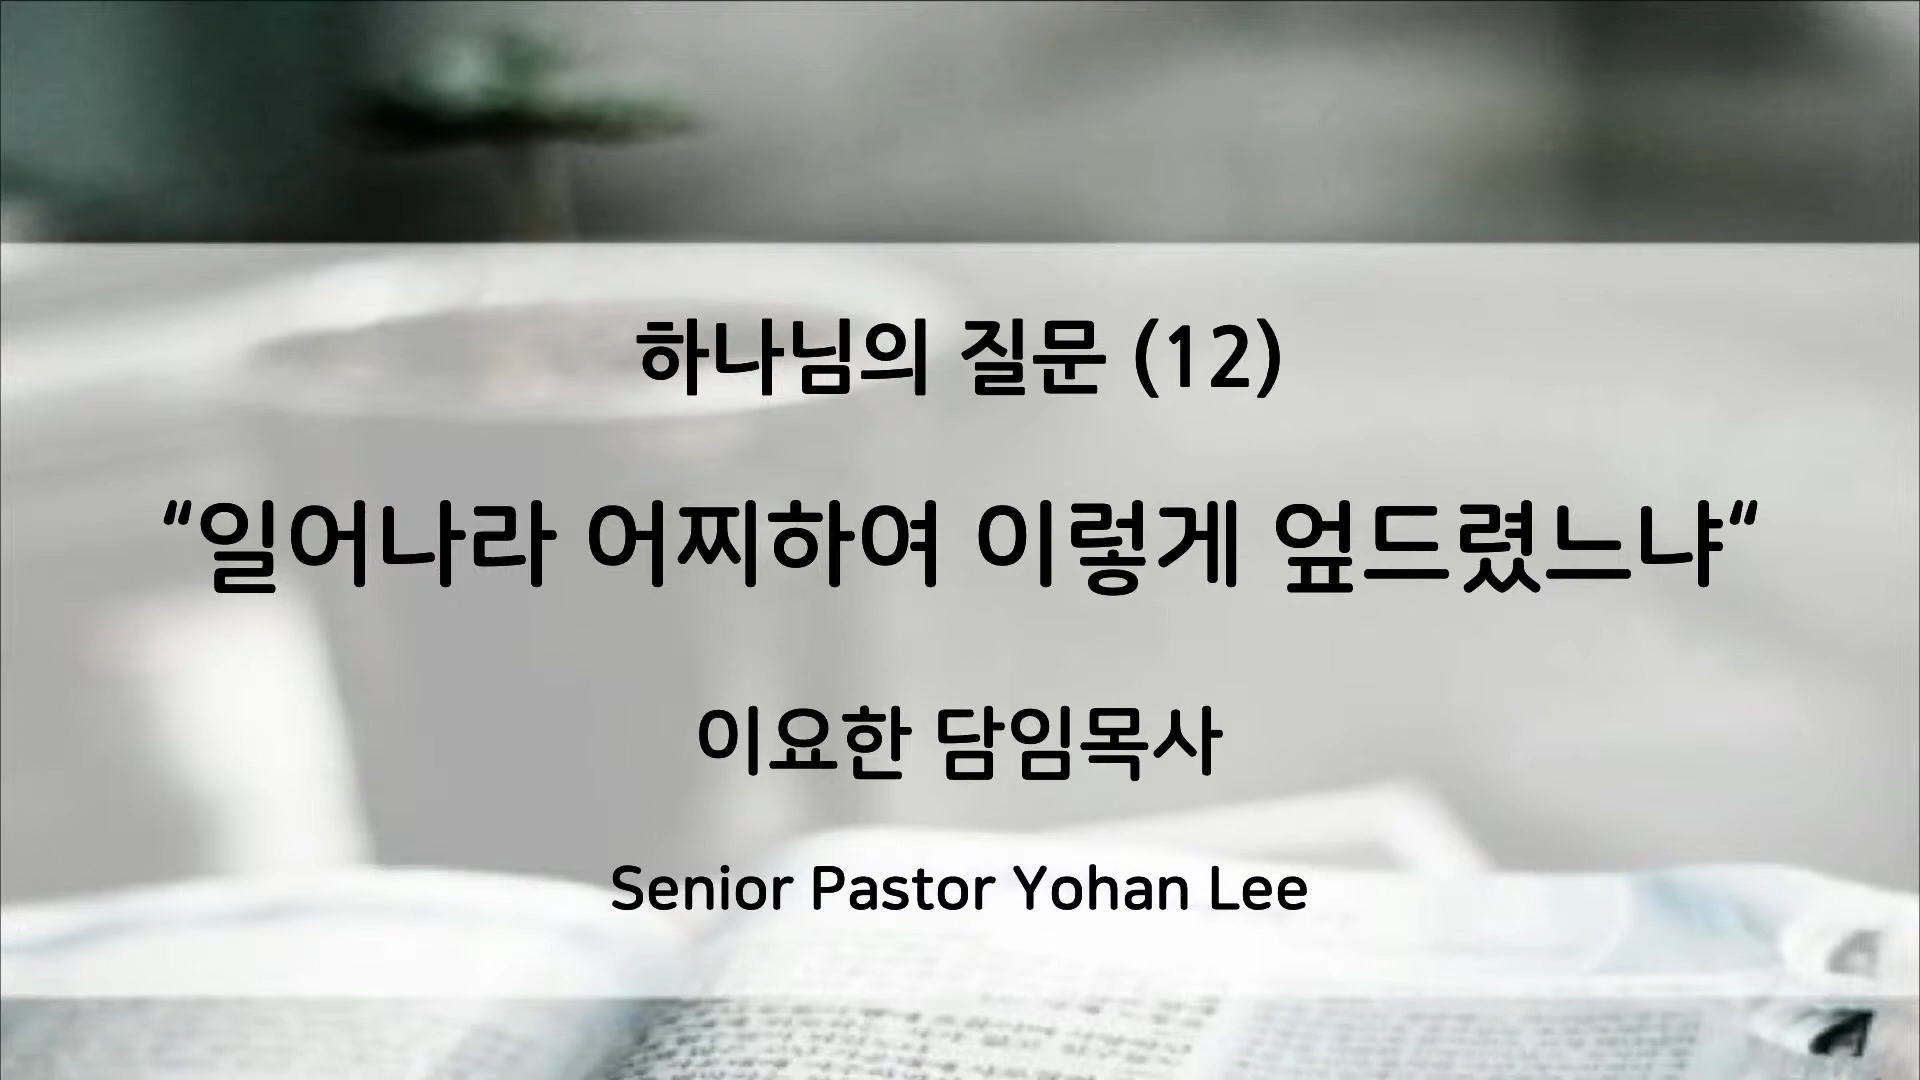 하나님의 질문 (12)
“일어나라 어찌하여 이렇게 엎드렸느냐“
이요한 담임목사
Senior Pastor Yohan Lee